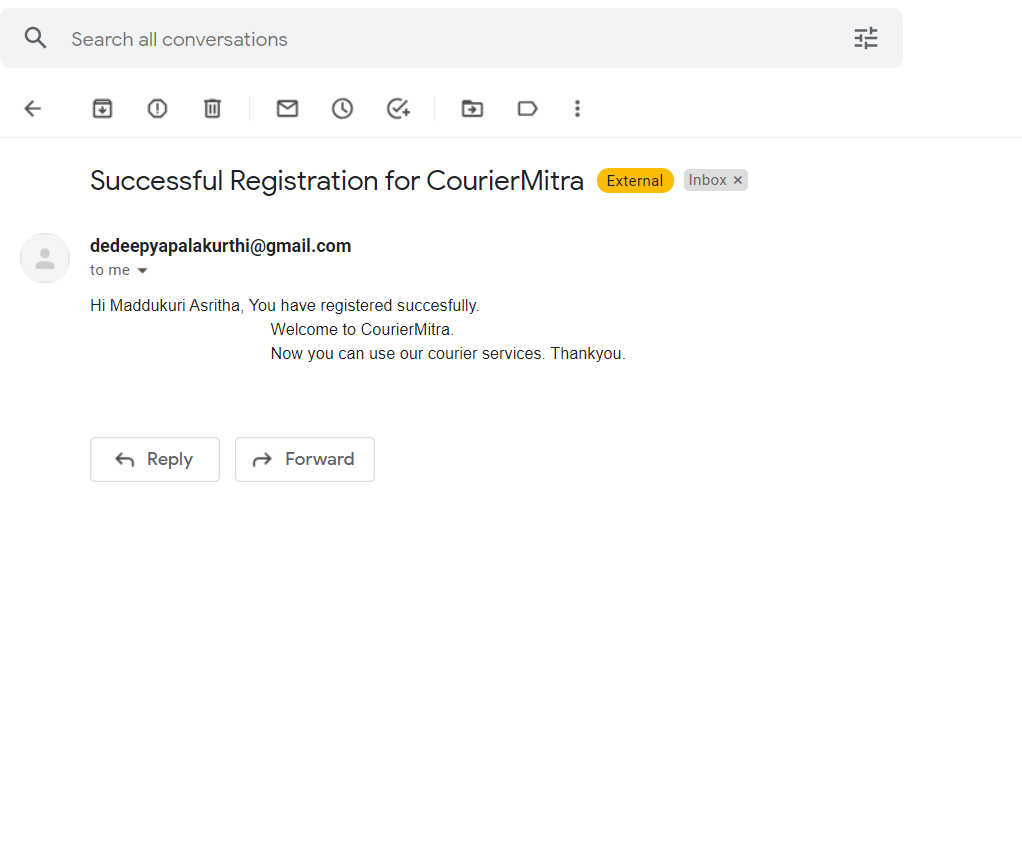 Search all conversations
Successful Registration for CourierMitra External Inbox ×
dedeepyapalakurthi@gmail.com
to me
Hi Maddukuri Asritha, You have registered succesfully.
Welcome to CourierMitra.
Now you can use our courier services. Thankyou.
Reply Forward